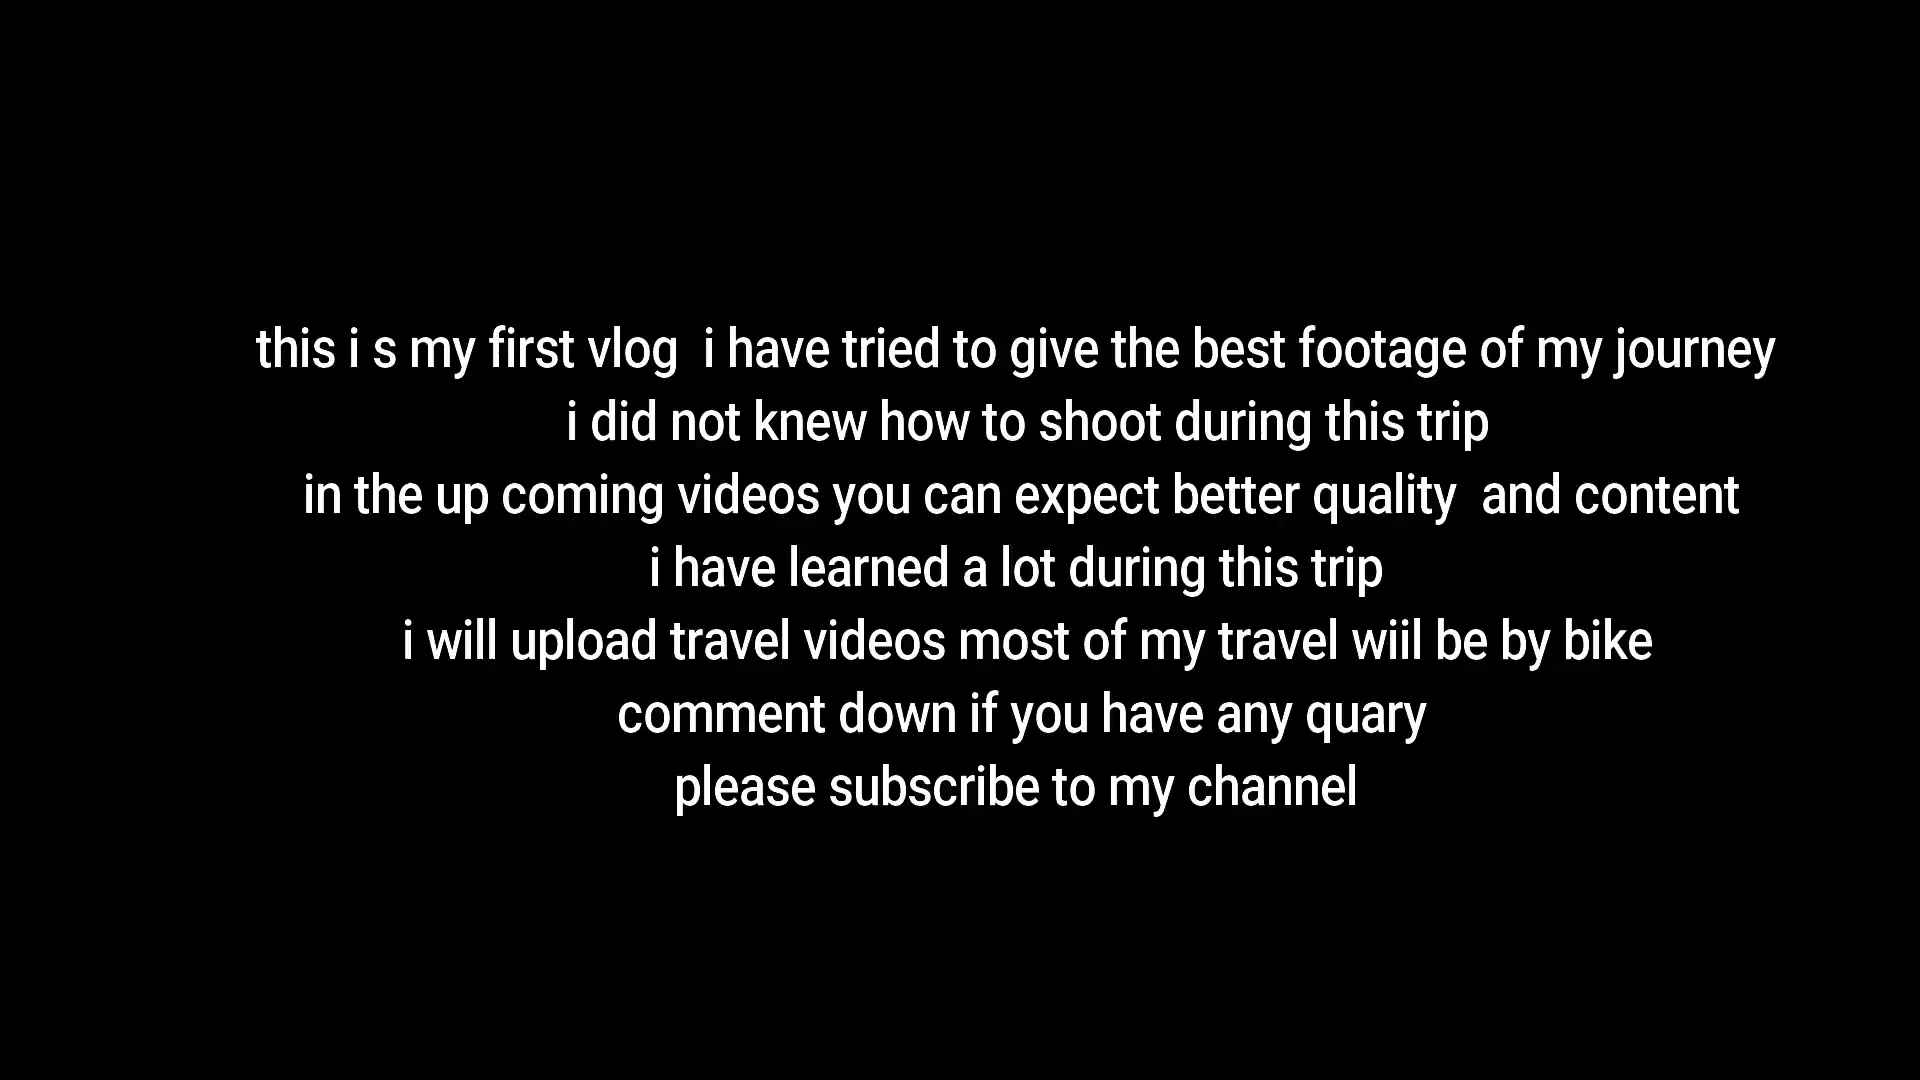 this i s my first vlog  i have tried to give the best footage of my journey
i did not knew how to shoot during this trip
in the up coming videos you can expect better quality  and content
i have learned a lot during this trip
i will upload travel videos most of my travel wiil be by bike
comment down if you have any quary
please subscribe to my channel